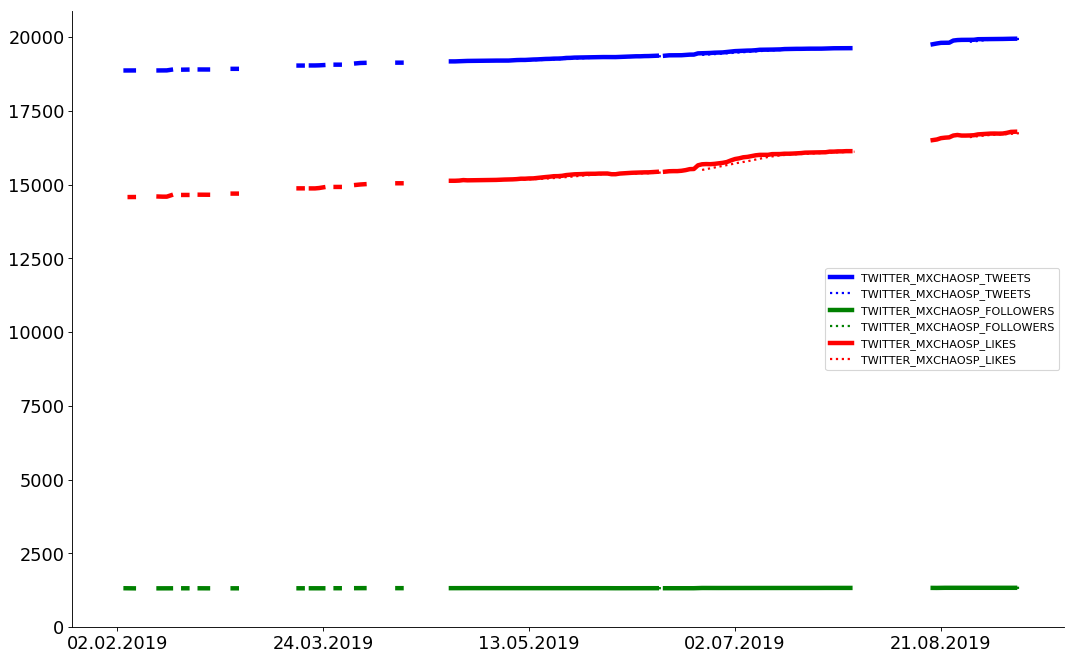 20000
17500
15000
12500
10000
7500
5000
2500
0
TWITTER_MXCHAOSP_TWEETS
TWITTER_MXCHAOSP_TWEETS
TWITTER_MXCHAOSP_FOLLOWERS
TWITTER_MXCHAOSP_FOLLOWERS
TWITTER_MXCHAOSP_LIKES
TWITTER_MXCHAOSP_LIKES
02.02.2019 24.03.2019 13.05.2019 02.07.2019 21.08.2019